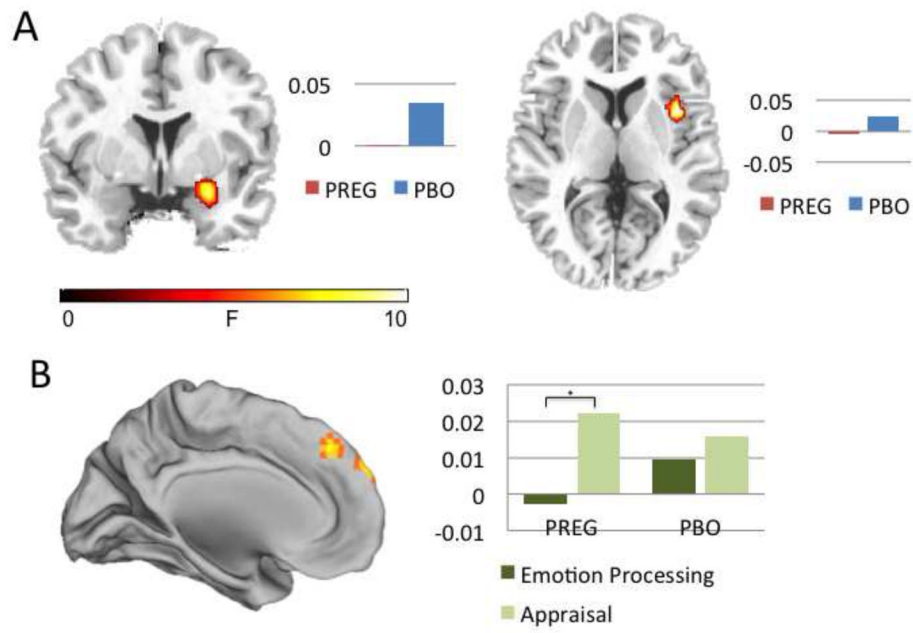 A
0.05
0
PREG PBO
0.05
0
-0.05
PREG PBO
0 F 10
B
0.03
0.02
0.01
0
-0.01
*
PREG PBO
Emotion Processing
Appraisal